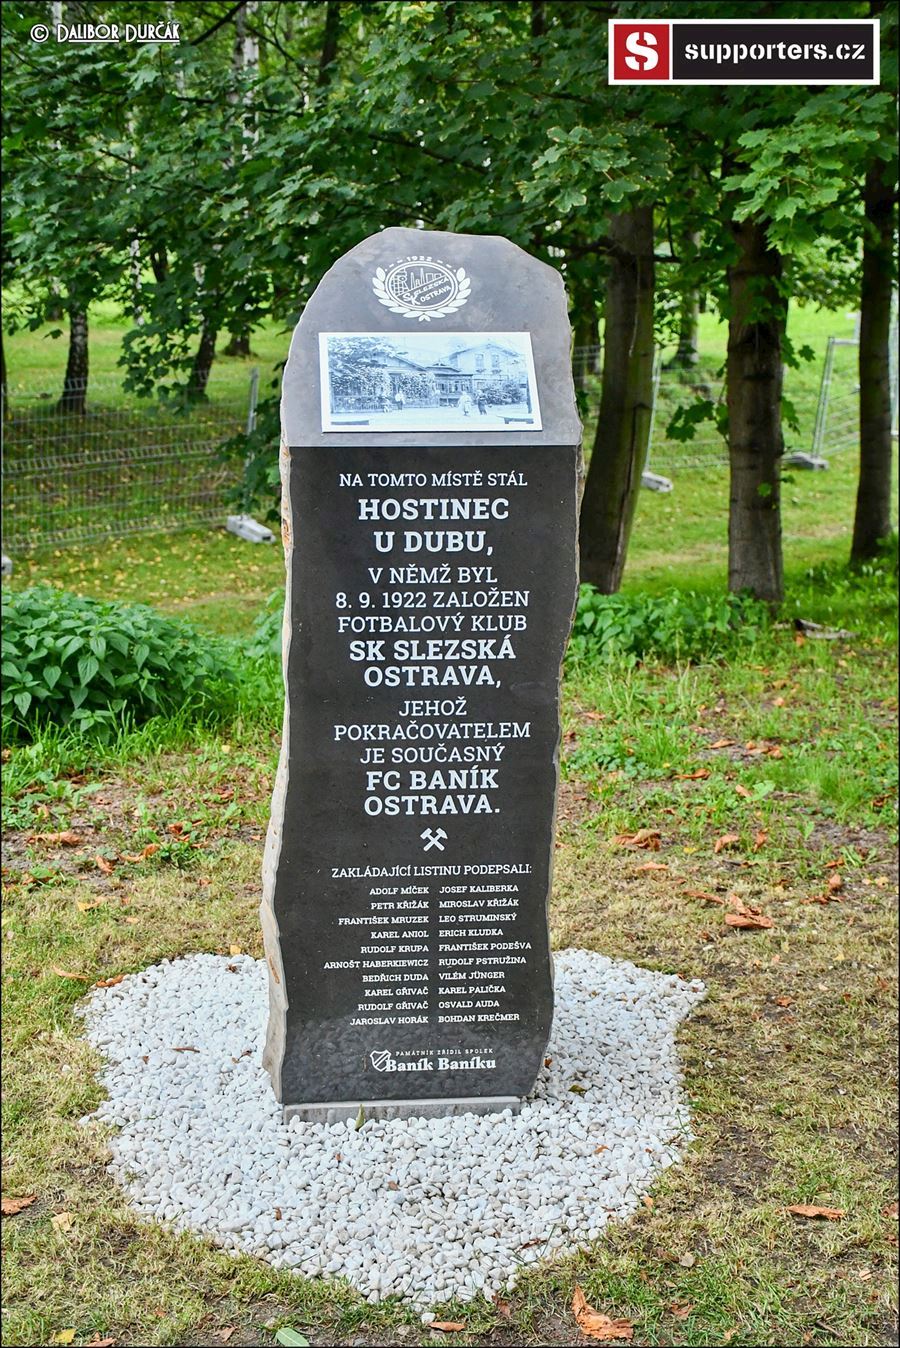 © Dalibor Durčák
S supporters.cz
1922
SLEZSKÁ
OSTRAVA
NA TOMTO MÍSTĚ STÁL
HOSTINEC
U DUBU,
V NĚMŽ BYL
8. 9. 1922 ZALOŽEN
FOTBALOVÝ KLUB
SK SLEZSKÁ
OSTRAVA,
JEHOŽ
POKRAČOVATELEM
JE SOUČASNÝ
FC BANÍK
OSTRAVA.
ZAKLÁDAJÍCÍ LISTINU PODEPSALI:
ADOLF MÍČEK JOSEF KALIBERKA
PETR KŘIŽÁK MIROSLAV KŘIŽÁK
FRANTIŠEK MRUZEK LEO STRUMINSKÝ
KAREL ANIOL ERICH KLUDKA
RUDOLF KRUPA FRANTIŠEK PODEŠVA
ARNOŠT HABERKIEWICZ RUDOLF PSTRUŽINA
BEDŘICH DUDA VILÉM JÜNGER
KAREL GŘIVAČ KAREL PALIČKA
RUDOLF GŘIVAČ OSVALD AUDA
JAROSLAV HORÁK BOHDAN KREČMER
PAMÁTNÍK ZŘÍDIL SPOLEK
Baník Baníku